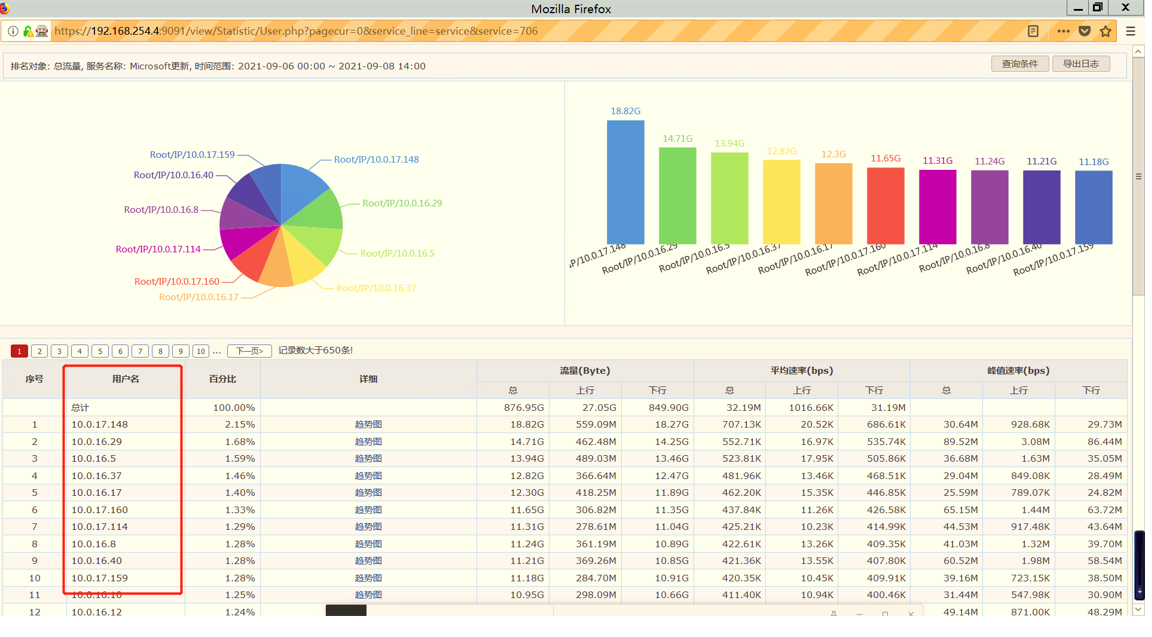 Mozilla Firefox
https://192.168.254.4:9091/view/Statistic/User.php?pagecur=0&service_line=service&service=706
排名对象: 总流量, 服务名称: Microsoft更新, 时间范围: 2021-09-06 00:00 ~ 2021-09-08 14:00
查询条件 导出日志
Root/IP/10.0.17.159
Root/IP/10.0.17.148
Root/IP/10.0.16.40
Root/IP/10.0.16.29
Root/IP/10.0.16.8
Root/IP/10.0.17.114
Root/IP/10.0.16.5
Root/IP/10.0.17.160
Root/IP/10.0.16.37
Root/IP/10.0.16.17
18.82G 14.71G 13.94G 12.82G 12.3G 11.65G 11.31G 11.24G 11.21G 11.18G
P/10.0.17.148 Root/IP/10.0.16.29 Root/IP/10.0.16.5 Root/IP/10.0.16.37 Root/IP/10.0.16.17 Root/IP/10.0.17.160 Root/IP/10.0.17.114 Root/IP/10.0.16.8 Root/IP/10.0.16.40 Root/IP/10.0.17.159
1 2 3 4 5 6 7 8 9 10 ... 下一页> 记录数大于650条!
序号 用户名 百分比 详细 流量(Byte) 平均速率(bps) 峰值速率(bps)
总 上行 下行 总 上行 下行 总 上行 下行
总计 100.00% 876.95G 27.05G 849.90G 32.19M 1016.66K 31.19M
1 10.0.17.148 2.15% 趋势图 18.82G 559.09M 18.27G 707.13K 20.52K 686.61K 30.64M 928.68K 29.73M
2 10.0.16.29 1.68% 趋势图 14.71G 462.48M 14.25G 552.71K 16.97K 535.74K 89.52M 3.08M 86.44M
3 10.0.16.5 1.59% 趋势图 13.94G 489.03M 13.46G 523.81K 17.95K 505.86K 36.68M 1.63M 35.05M
4 10.0.16.37 1.46% 趋势图 12.82G 366.64M 12.47G 481.96K 13.46K 468.51K 29.04M 849.08K 28.49M
5 10.0.16.17 1.40% 趋势图 12.30G 418.25M 11.89G 462.20K 15.35K 446.85K 25.59M 789.07K 24.82M
6 10.0.17.160 1.33% 趋势图 11.65G 306.82M 11.35G 437.84K 11.26K 426.58K 65.15M 1.44M 63.72M
7 10.0.17.114 1.29% 趋势图 11.31G 278.61M 11.04G 425.21K 10.23K 414.99K 44.53M 917.48K 43.64M
8 10.0.16.8 1.28% 趋势图 11.24G 361.19M 10.89G 422.61K 13.26K 409.35K 41.03M 1.32M 39.70M
9 10.0.16.40 1.28% 趋势图 11.21G 369.26M 10.85G 421.36K 13.55K 407.80K 60.52M 1.98M 58.54M
10 10.0.17.159 1.28% 趋势图 11.18G 284.70M 10.91G 420.35K 10.45K 409.91K 39.16M 723.15K 38.50M
11 10.0.16.10 1.25% 趋势图 10.95G 298.09M 10.66G 411.40K 10.94K 400.46K 31.44M 547.98K 30.90M
12 10.0.16.12 1.24% 49.14M 871.00K 48.29M